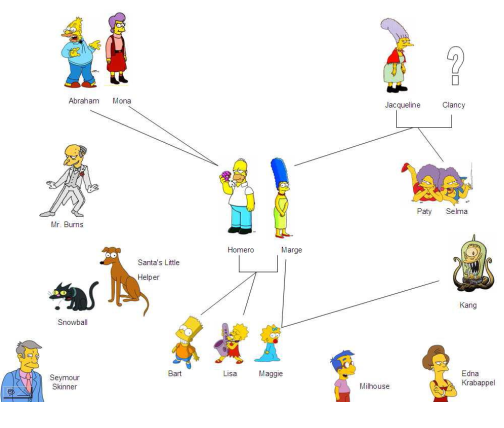 Abraham Mona
Jacqueline Clancy
Mr. Burns
Paty Selma
Homero Marge
Santa's Little
Helper
Kang
Snowball
Bart Lisa Maggie
Seymour
Skinner
Milhouse
Edna
Krabappel